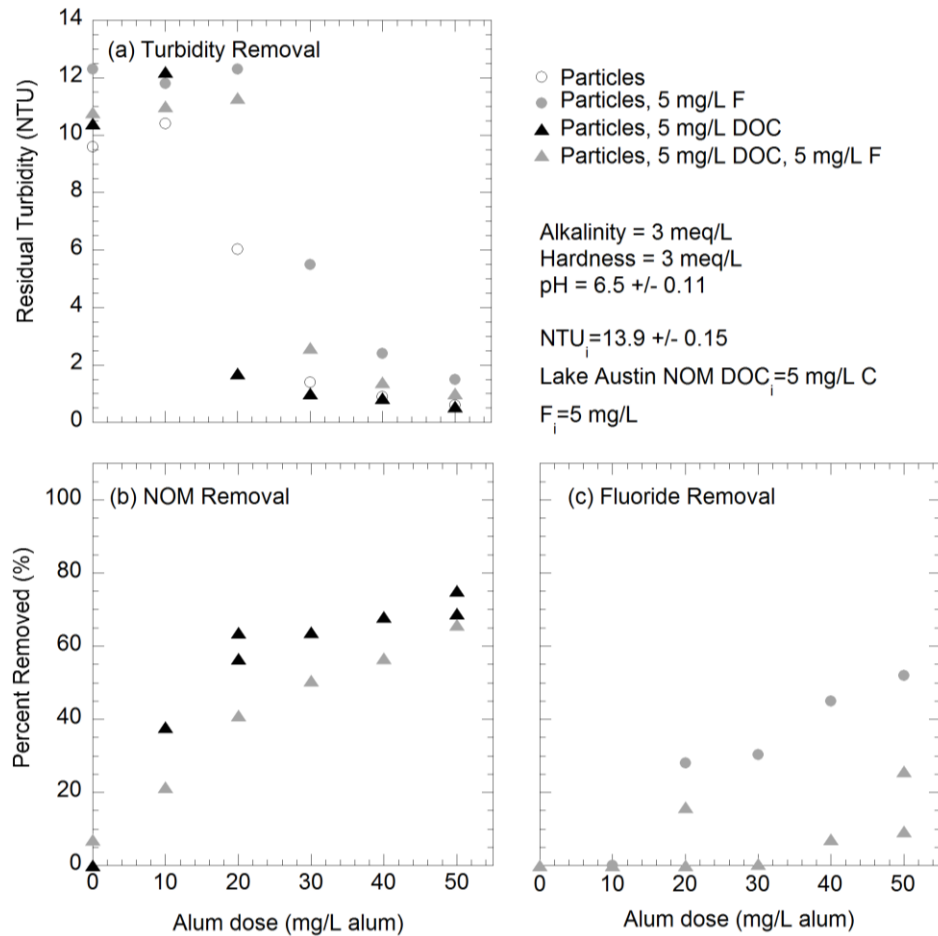 (a) Turbidity Removal
Residual Turbidity (NTU)
14
12
10
8
6
4
2
0
Particles
Particles, 5 mg/L F
Particles, 5 mg/L DOC
Particles, 5 mg/L DOC, 5 mg/L F
Alkalinity = 3 meq/L
Hardness = 3 meq/L
pH = 6.5 +/- 0.11
NTUi=13.9 +/- 0.15
Lake Austin NOM DOCi=5 mg/L C
Fi=5 mg/L
(b) NOM Removal
Percent Removed (%)
100
80
60
40
20
0
0 10 20 30 40 50
Alum dose (mg/L alum)
(c) Fluoride Removal
0 10 20 30 40 50
Alum dose (mg/L alum)